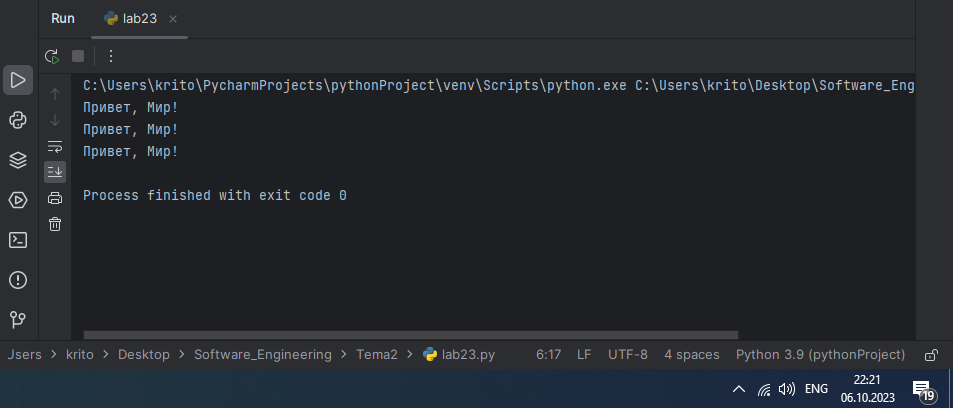 Run lab23
C:\Users\krito\PycharmProjects\pythonProject\venv\Scripts\python.exe C:\Users\krito\Desktop\Software_Eng
Привет, Мир!
Привет, Мир!
Привет, Мир!
Process finished with exit code 0
Jsers > krito > Desktop > Software_Engineering > Tema2 > lab23.py 6:17 LF UTF-8 4 spaces Python 3.9 (pythonProject)
ENG 22:21
06.10.2023 19